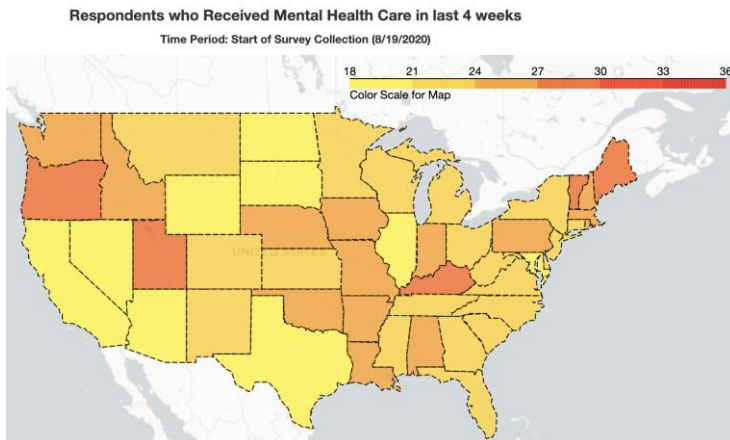 Respondents who Received Mental Health Care in last 4 weeks
Time Period: Start of Survey Collection (8/19/2020)
18 21 24 27 30 33 36
Color Scale for Map
UNITED STATES